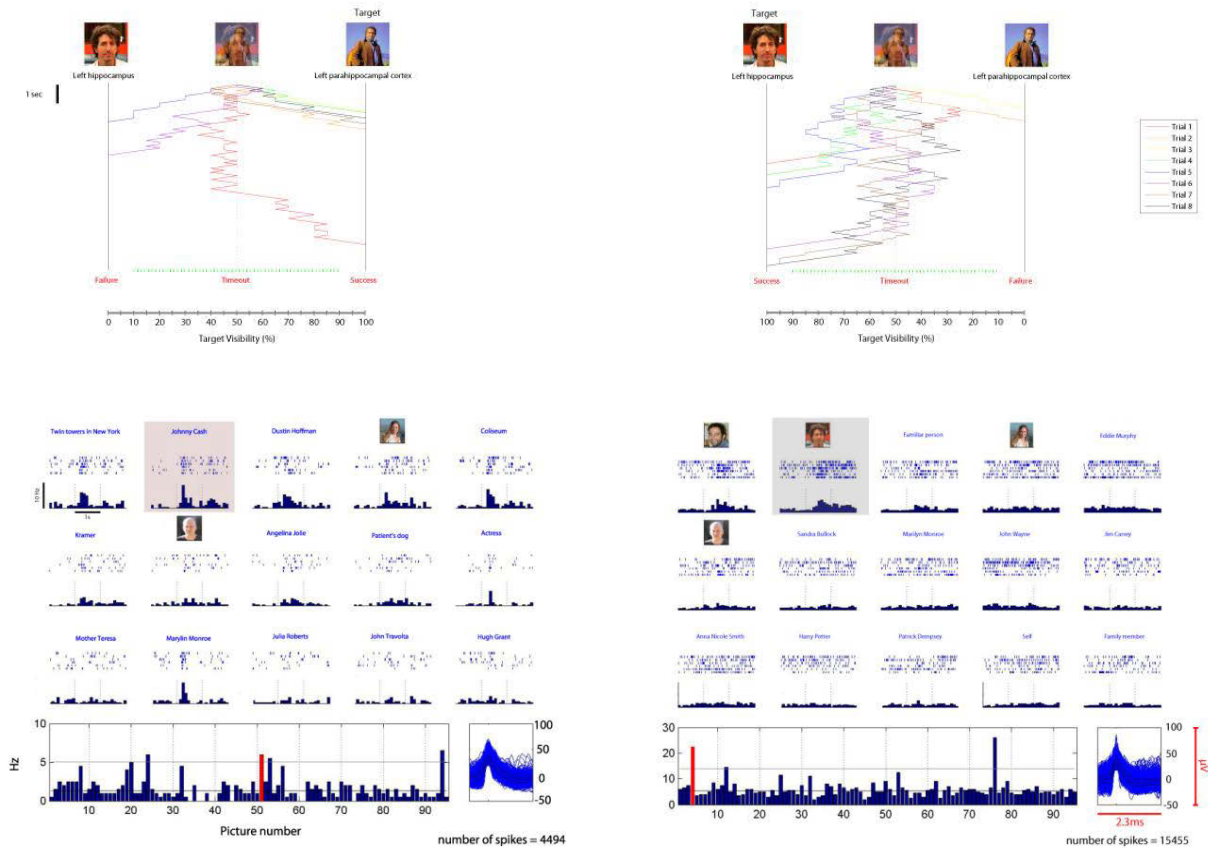 Target
Left hippocampus
Left parahippocampal cortex
1 sec
Failure
Timeout
Success
0 10 20 30 40 50 60 70 80 90 100
Target Visibility (%)
Target
Left hippocampus
Left parahippocampal cortex
Trial 1
Trial 2
Trial 3
Trial 4
Trial 5
Trial 6
Trial 7
Trial 8
Success
Timeout
Failure
100 90 80 70 60 50 40 30 20 10 0
Target Visibility (%)
Twin towers in New York
Johnny Cash
Dustin Hoffman
Coliseum
10 Hz
1s
Kramer
Angelina Jolie
Patient's dog
Actress
Mother Teresa
Marylin Monroe
Julia Roberts
John Travolta
Hugh Grant
10
5
0
Hz
10 20 30 40 50 60 70 80 90
Picture number
100
50
0
-50
number of spikes = 4494
Familiar person
Eddie Murphy
Sandra Bullock
Marilyn Monroe
John Wayne
Jim Carrey
Anna Nicole Smith
Harry Potter
Patrick Dempsey
Self
Family member
30
20
10
0
10 20 30 40 50 60 70 80 90
100
50
0
-50
μV
2.3ms
number of spikes = 15455